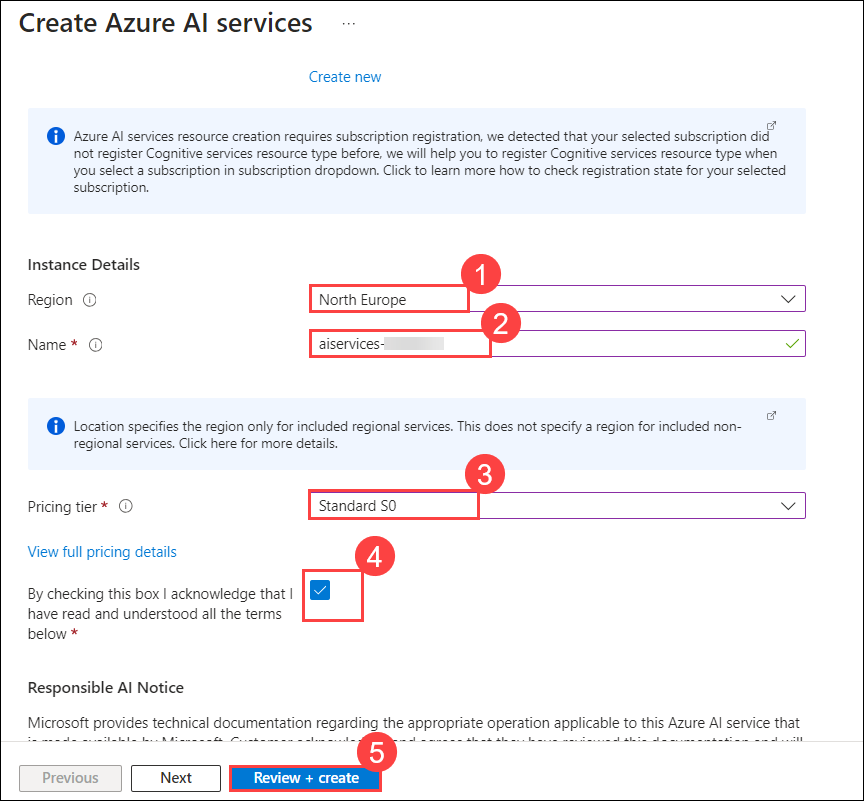 Create Azure AI services ...
Create new
Azure AI services resource creation requires subscription registration, we detected that your selected subscription did
not register Cognitive services resource type before, we will help you to register Cognitive services resource type when
you select a subscription in subscription dropdown. Click to learn more how to check registration state for your selected
subscription.
Instance Details
1
Region
North Europe
2
Name *
aiservices-
Location specifies the region only for included regional services. This does not specify a region for included non-
regional services. Click here for more details.
3
Pricing tier *
Standard S0
View full pricing details
4
By checking this box I acknowledge that I
have read and understood all the terms
below *
Responsible AI Notice
Microsoft provides technical documentation regarding the appropriate operation applicable to this Azure AI service that
is made available by Microsoft. Customer and agrees that they have reviewed this documentation and will
5
Previous
Next
Review + create